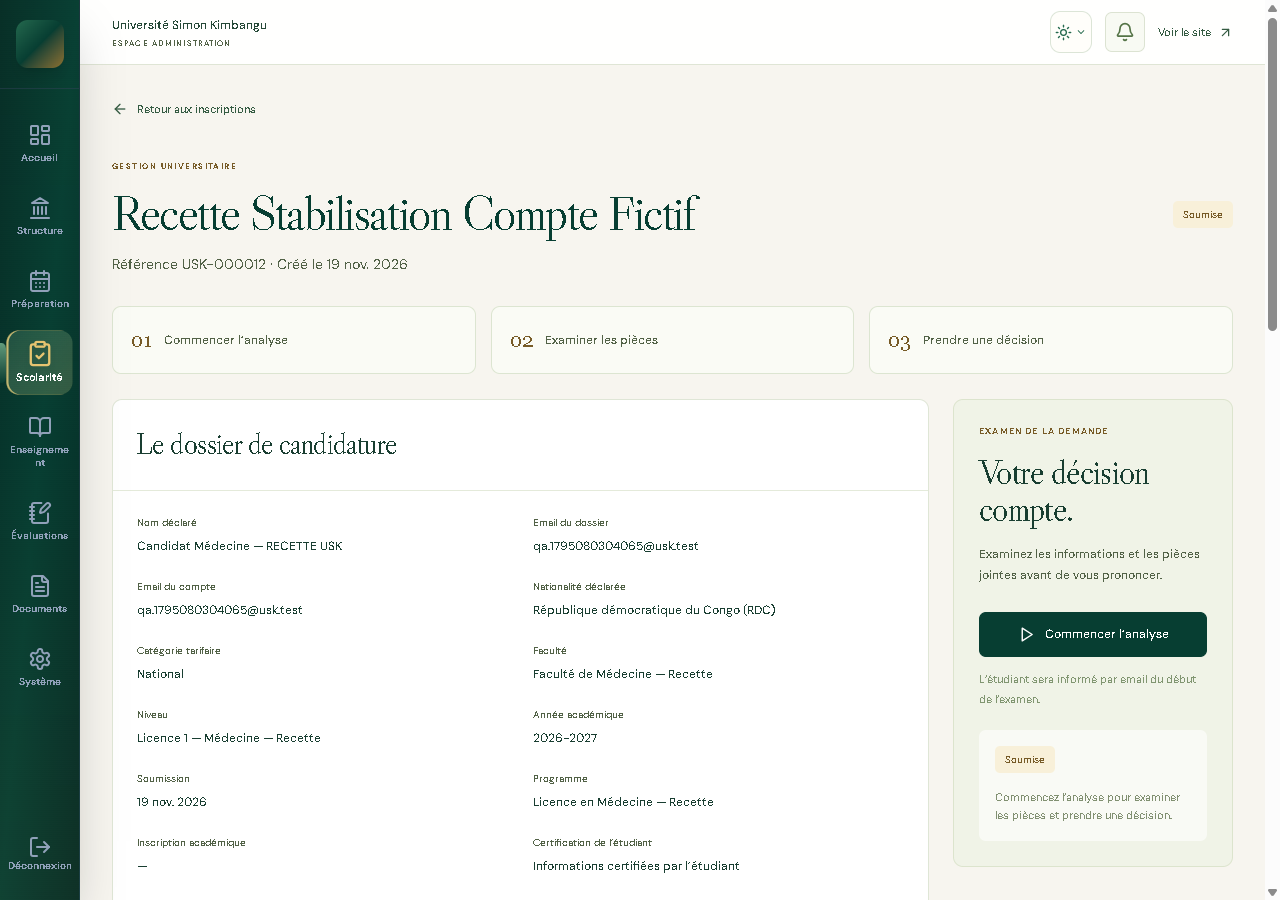 Université Simon Kimbangu
ESPACE ADMINISTRATION
Voir le site
Accueil
Structure
Préparation
Scolarité
Enseigneme
nt
Évaluations
Documents
Système
Déconnexion
Retour aux inscriptions
GESTION UNIVERSITAIRE
Recette Stabilisation Compte Fictif
Soumise
Référence USK-000012 · Créé le 19 nov. 2026
01 Commencer l'analyse
02 Examiner les pièces
03 Prendre une décision
Le dossier de candidature
Nom déclaré
Candidat Médecine — RECETTE USK
Email du dossier
qa.1795080304065@usk.test
Email du compte
qa.1795080304065@usk.test
Nationalité déclarée
République démocratique du Congo (RDC)
Catégorie tarifaire
National
Faculté
Faculté de Médecine — Recette
Niveau
Licence 1 — Médecine — Recette
Année académique
2026-2027
Soumission
19 nov. 2026
Programme
Licence en Médecine — Recette
Inscription académique
—
Certification de l'étudiant
Informations certifiées par l'étudiant
EXAMEN DE LA DEMANDE
Votre décision
compte.
Examinez les informations et les pièces
jointes avant de vous prononcer.
Commencer l'analyse
L'étudiant sera informé par email du début
de l'examen.
Soumise
Commencez l'analyse pour examiner
les pièces et prendre une décision.